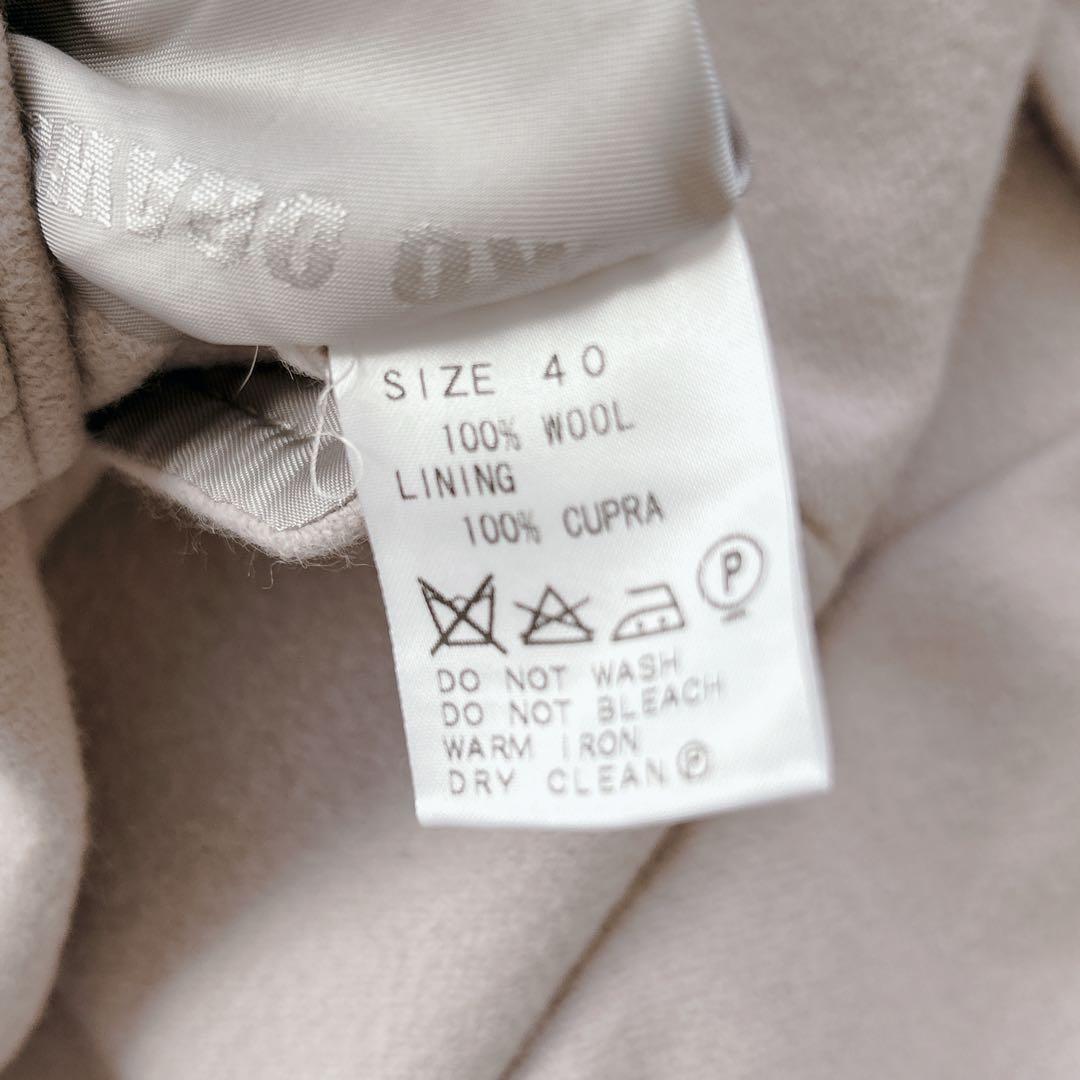 SIZE 40
100% WOOL
LINING
100% CUPRA
P
DO NOT WASH
DO NOT BLEACH
WARM IRON
DRY CLEAN Ⓟ